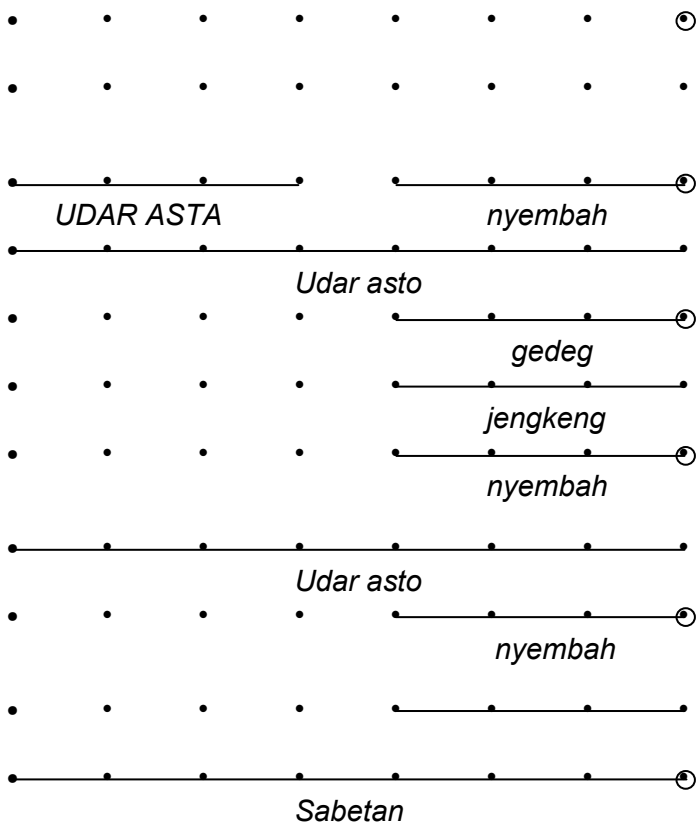 UDAR ASTA nyembah
Udar asto
gedeg
jengkeng
nyembah
Udar asto
nyembah
Sabetan